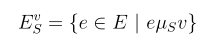 E_S^v = {e ∈ E | eμ_S v}